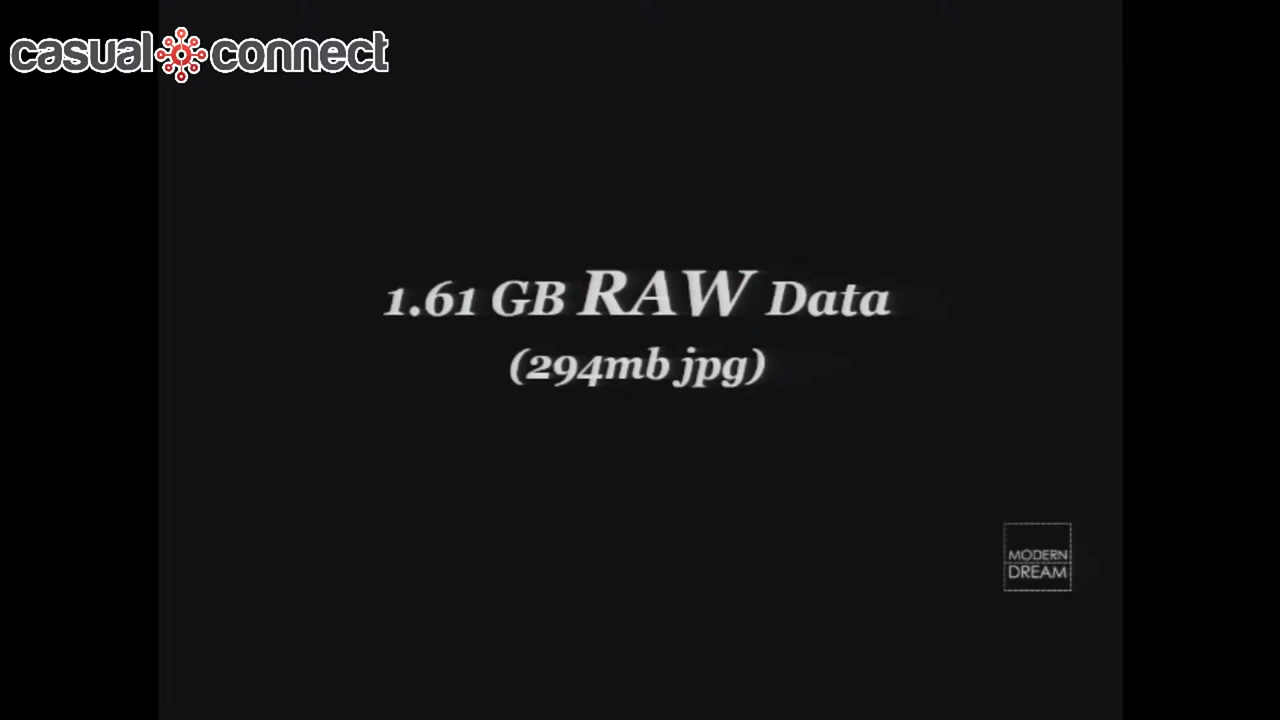 casual connect
1.61 GB RAW Data
(294mb jpg)
MODERN
DREAM